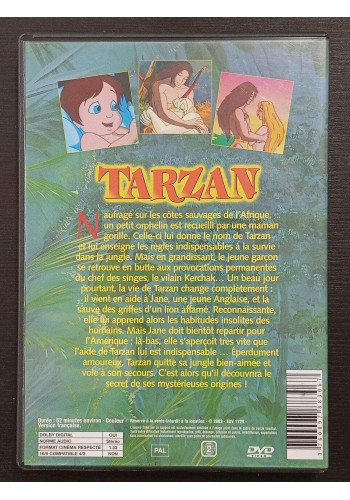 TARZAN
Naufragé sur les côtes sauvages de l'Afrique,
un petit orphelin est recueilli par une maman
gorille. Celle-ci lui donne le nom de Tarzan
et lui enseigne les règles indispensables à la survie
dans la jungle. Mais en grandissant, le jeune garçon
se retrouve en butte aux provocations permanentes
du chef des singes, le vilain Kerchak... Un beau jour
pourtant, la vie de Tarzan change complètement :
il vient en aide à Jane, une jeune Anglaise, et la
sauve des griffes d'un lion affamé. Reconnaissante,
elle lui apprend alors les habitudes insolites des
humains. Mais Jane doit bientôt repartir pour
l'Amérique ; là-bas, elle s'aperçoit très vite que
l'aide de Tarzan lui est indispensable ... Eperdument
amoureux, Tarzan quitte sa jungle bien-aimée et
vole à son secours. C'est alors qu'il découvrira le
secret de ses mystérieuses origines !
Durée : 52 minutes environ - Couleur
Version française.
DOLBY DIGITAL OUI
NORME AUDIO Stéréo
FORMAT CINÉMA RESPECTÉ 1.33
16/9 COMPATIBLE 4/3 NON
PAL
2
DVD